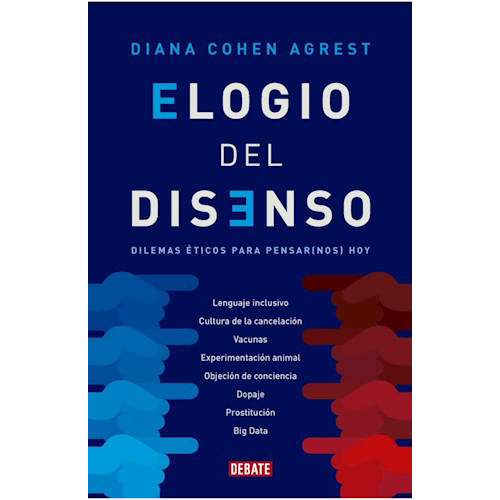 DIANA COHEN AGREST
ELOGIO
DEL
DISENSO
DILEMAS ÉTICOS PARA PENSAR(NOS) HOY
Lenguaje inclusivo
Cultura de la cancelación
Vacunas
Experimentación animal
Objeción de conciencia
Dopaje
Prostitución
Big Data
DEBATE